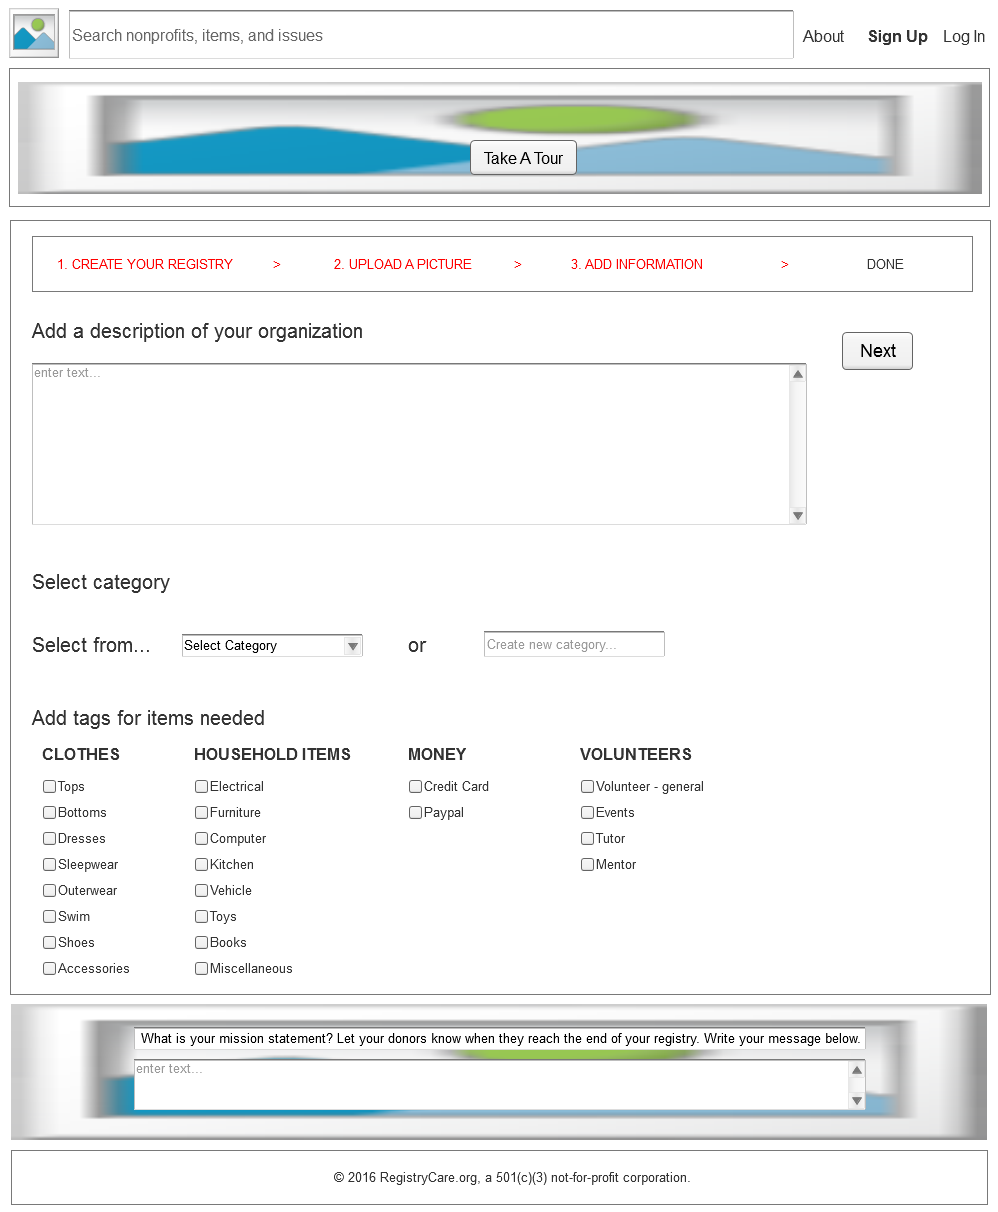 Search nonprofits, items, and issues
About Sign Up Log In
Take A Tour
1. CREATE YOUR REGISTRY > 2. UPLOAD A PICTURE > 3. ADD INFORMATION > DONE
Add a description of your organization
Next
enter text...
Select category
Select from... Select Category or Create new category...
Add tags for items needed
CLOTHES HOUSEHOLD ITEMS MONEY VOLUNTEERS
Tops Electrical Credit Card Volunteer - general
Bottoms Furniture Paypal Events
Dresses Computer Tutor
Sleepwear Kitchen Mentor
Outerwear Vehicle
Swim Toys
Shoes Books
Accessories Miscellaneous
What is your mission statement? Let your donors know when they reach the end of your registry. Write your message below.
enter text...
© 2016 RegistryCare.org, a 501(c)(3) not-for-profit corporation.